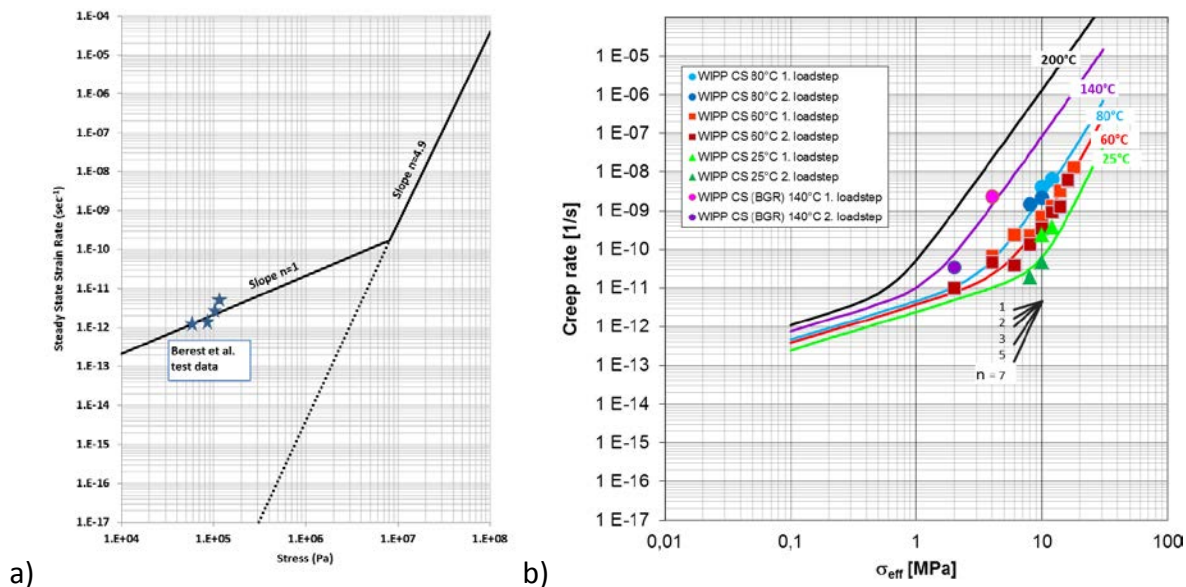 1.E-04
1.E-05
1.E-06
1.E-07
1.E-08
1.E-09
1.E-10
1.E-11
1.E-12
1.E-13
1.E-14
1.E-15
1.E-16
1.E-17
Steady State Strain Rate (sec⁻¹)
Slope n=4.9
Slope n=1
Berest et al.
test data
1.E+04
1.E+05
1.E+06
1.E+07
1.E+08
Stress (Pa)
a)
1 E-05
1 E-06
1 E-07
1 E-08
1 E-09
1 E-10
1 E-11
1 E-12
1 E-13
1 E-14
1 E-15
1 E-16
1 E-17
Creep rate [1/s]
WIPP CS 80°C 1. loadstep
WIPP CS 80°C 2. loadstep
WIPP CS 60°C 1. loadstep
WIPP CS 60°C 2. loadstep
WIPP CS 25°C 1. loadstep
WIPP CS 25°C 2. loadstep
WIPP CS (BGR) 140°C 1. loadstep
WIPP CS (BGR) 140°C 2. loadstep
200°C
140°C
80°C
60°C
25°C
1
2
3
5
n = 7
0,01
0,1
1
10
100
σeff [MPa]
b)